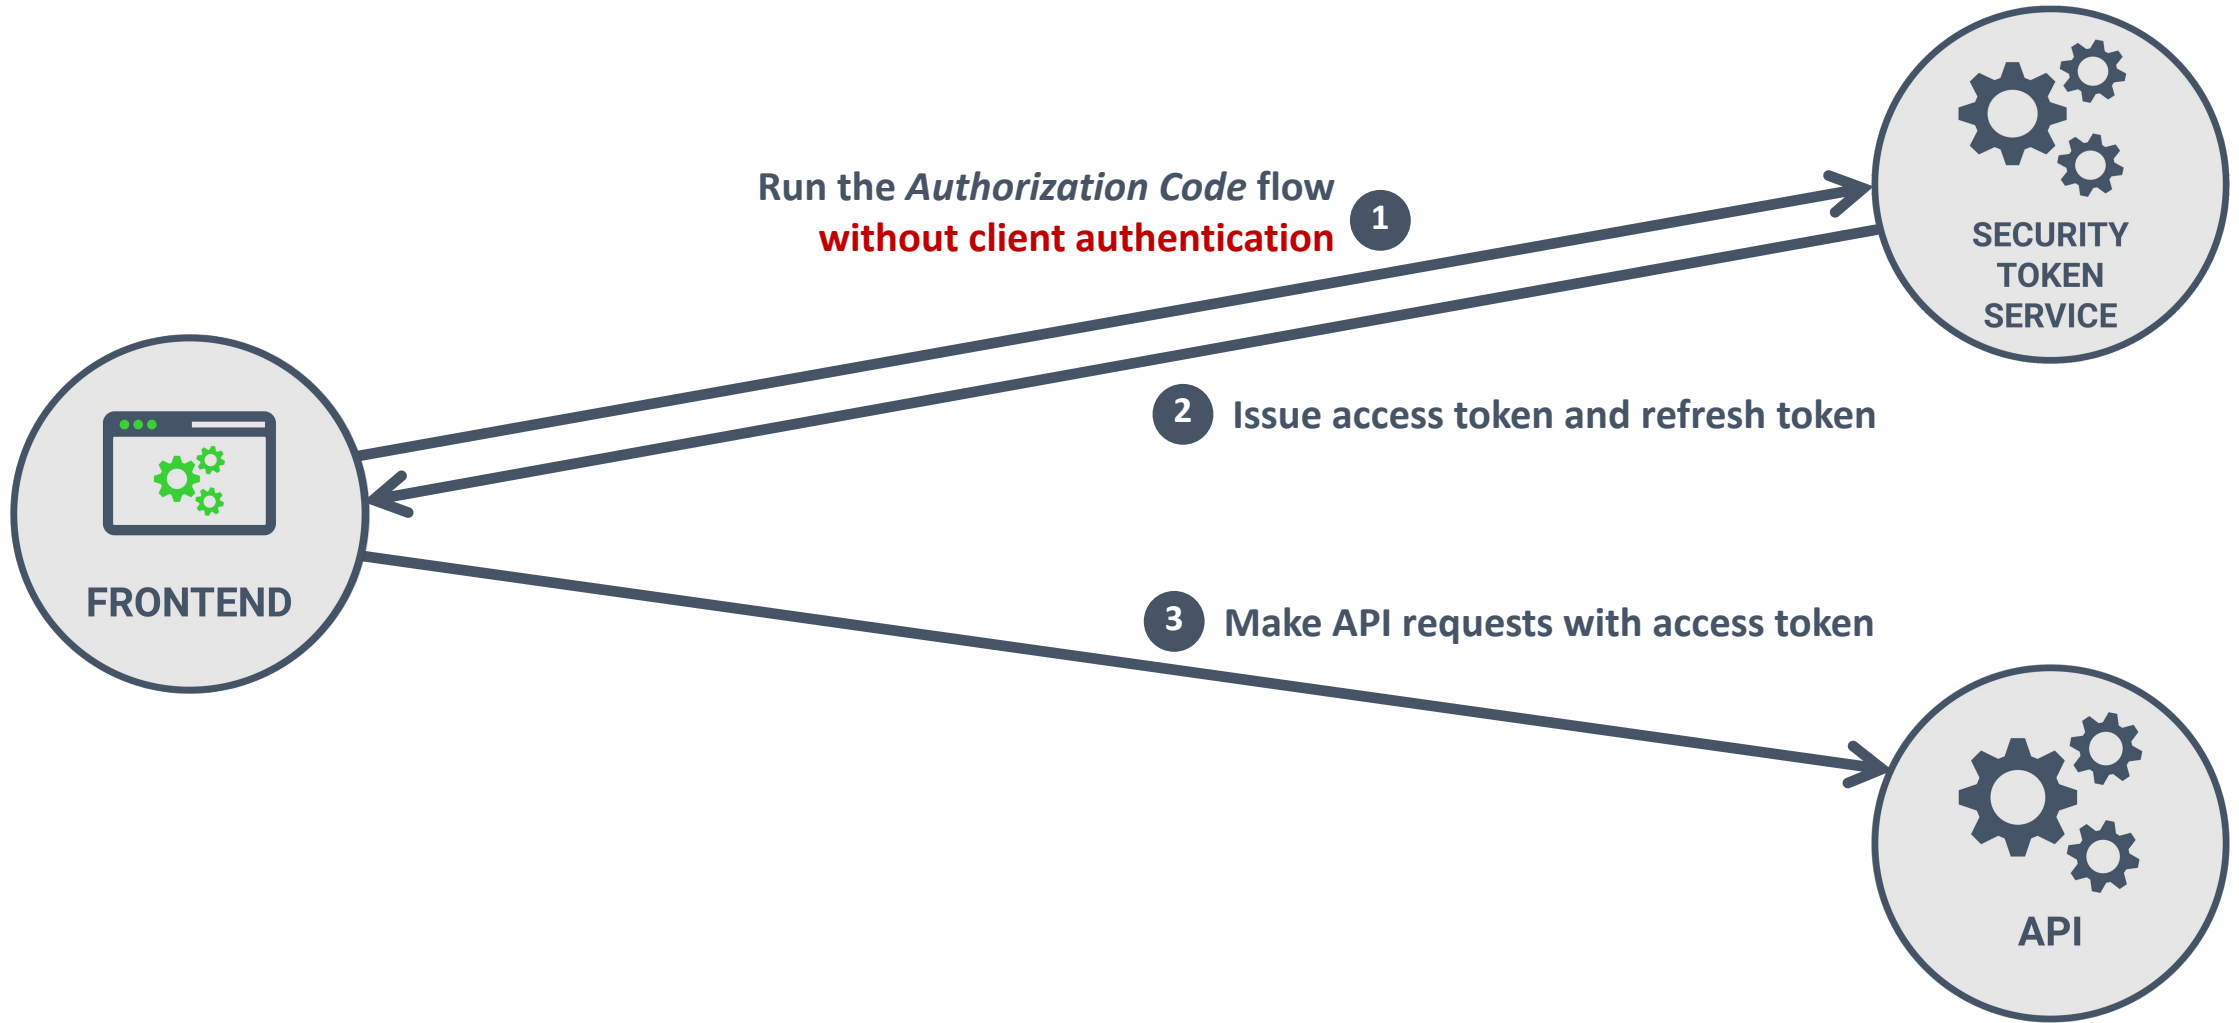 Run the Authorization Code flow
without client authentication
1
SECURITY
TOKEN
SERVICE
2 Issue access token and refresh token
FRONTEND
3 Make API requests with access token
API